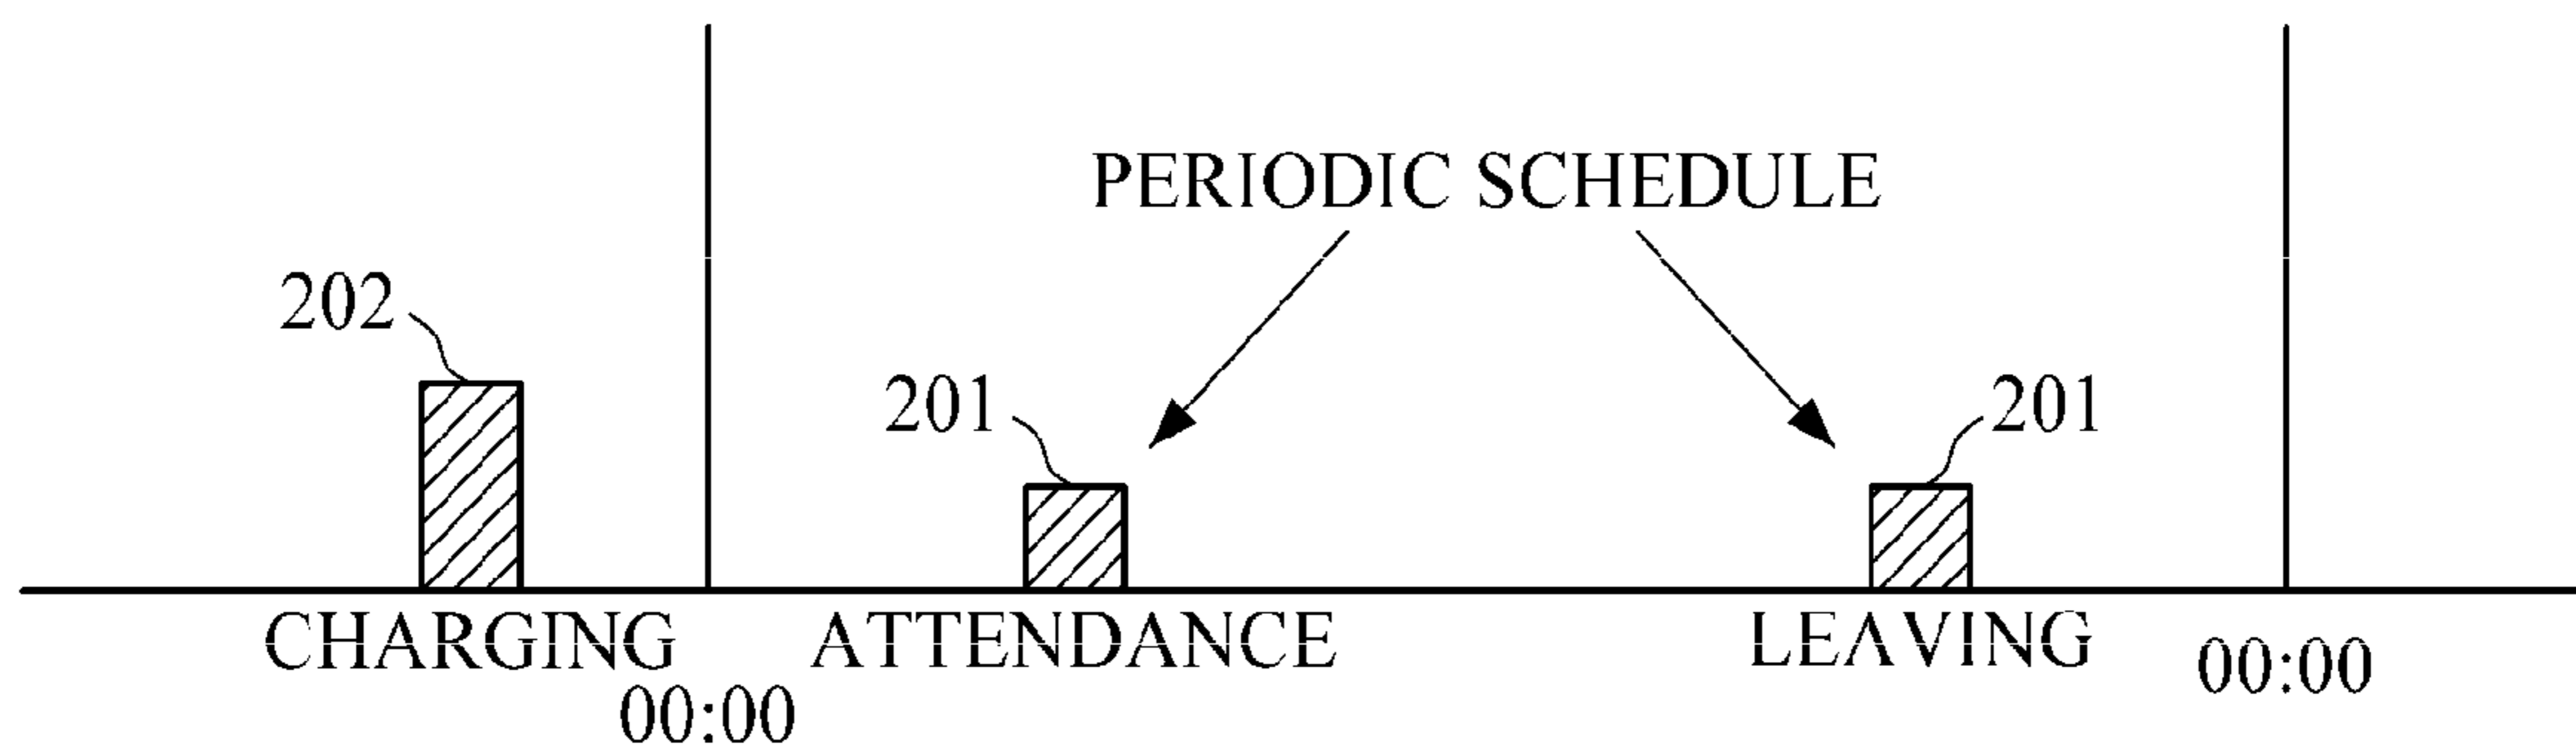 PERIODIC SCHEDULE
202
201
201
CHARGING
ATTENDANCE
LEAVING
00:00
00:00